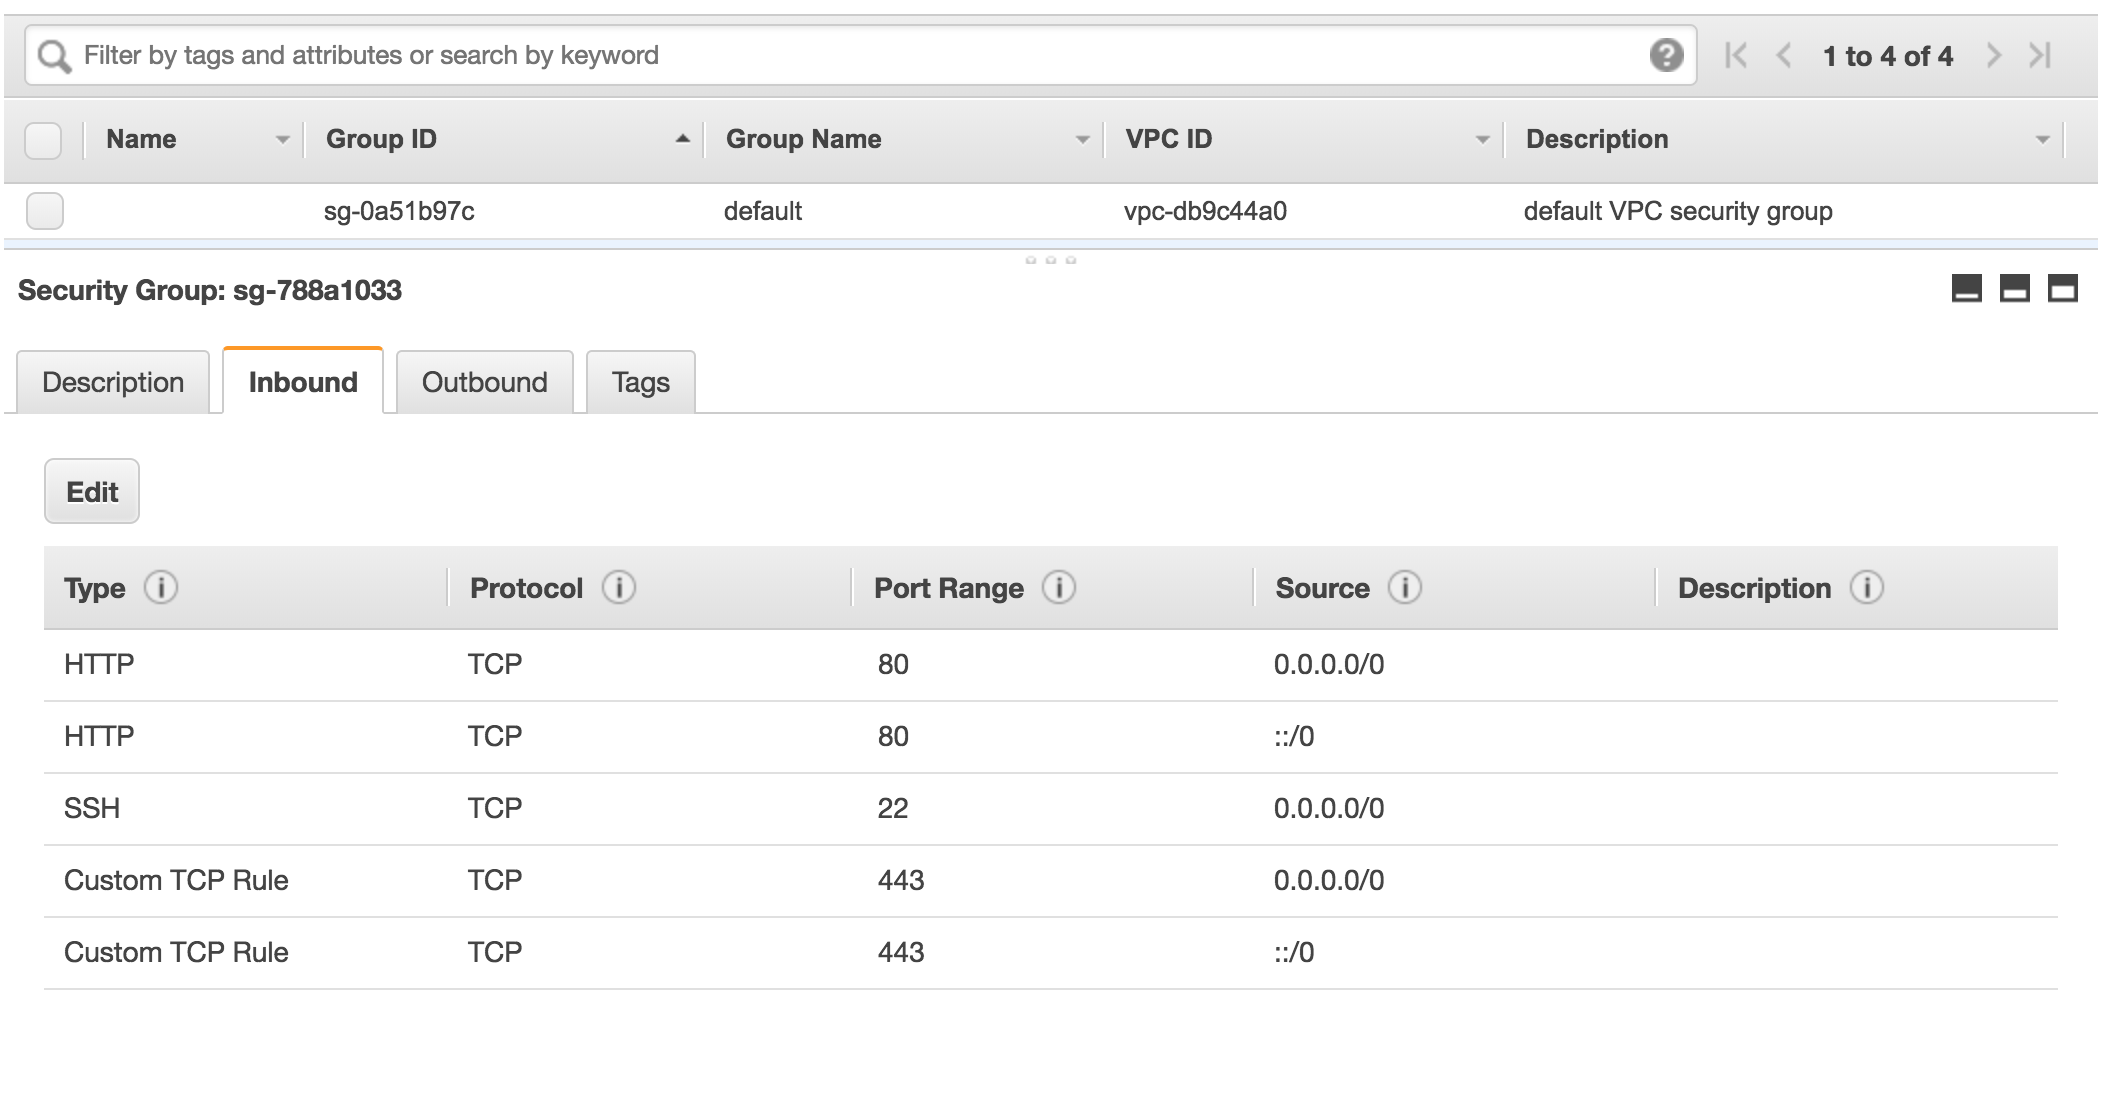 Filter by tags and attributes or search by keyword ? 1 to 4 of 4
Name Group ID Group Name VPC ID Description
sg-0a51b97c default vpc-db9c44a0 default VPC security group
Security Group: sg-788a1033
Description Inbound Outbound Tags
Edit
Type i Protocol i Port Range i Source i Description i
HTTP TCP 80 0.0.0.0/0
HTTP TCP 80 ::/0
SSH TCP 22 0.0.0.0/0
Custom TCP Rule TCP 443 0.0.0.0/0
Custom TCP Rule TCP 443 ::/0